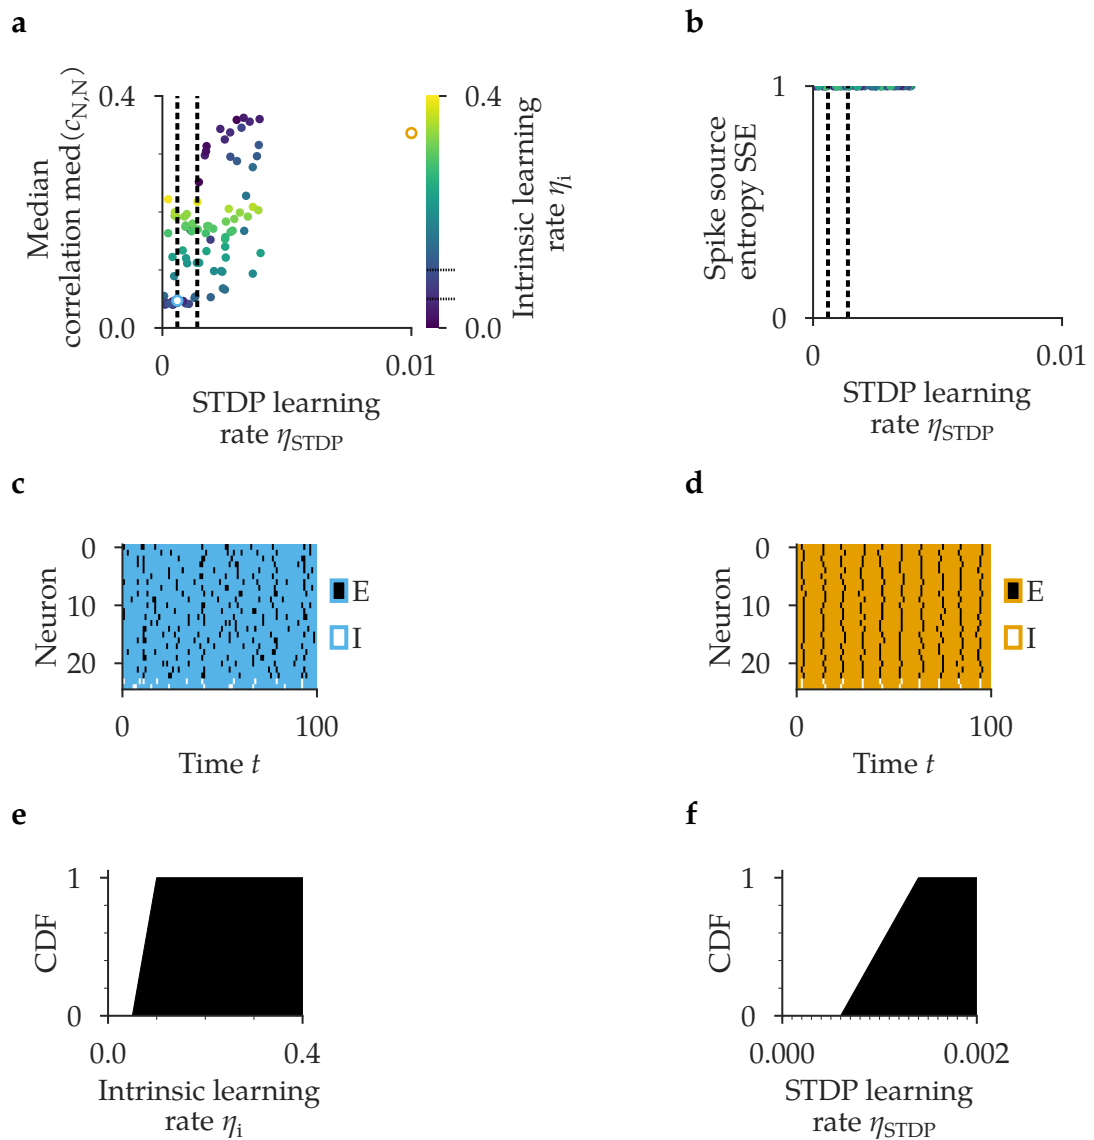 a
0.4
0.0
Median
correlation med(c_N,N)
0
0.01
STDP learning
rate η_STDP
0.4
0.0
Intrinsic learning
rate η_i
b
1
0
Spike source
entropy SSE
0
0.01
STDP learning
rate η_STDP
c
0
10
20
Neuron
E
I
0
100
Time t
d
0
10
20
Neuron
E
I
0
100
Time t
e
1
0
CDF
0.0
0.4
Intrinsic learning
rate η_i
f
1
0
CDF
0.000
0.002
STDP learning
rate η_STDP